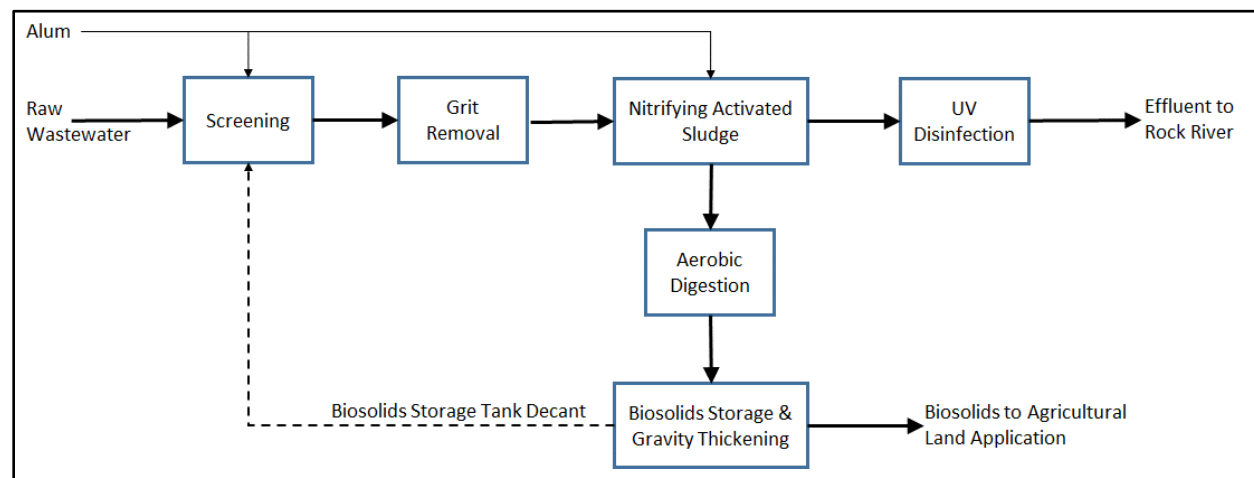 Alum
Raw
Wastewater
Screening
Grit
Removal
Nitrifying Activated
Sludge
UV
Disinfection
Effluent to
Rock River
Aerobic
Digestion
Biosolids Storage Tank Decant
Biosolids Storage &
Gravity Thickening
Biosolids to Agricultural
Land Application